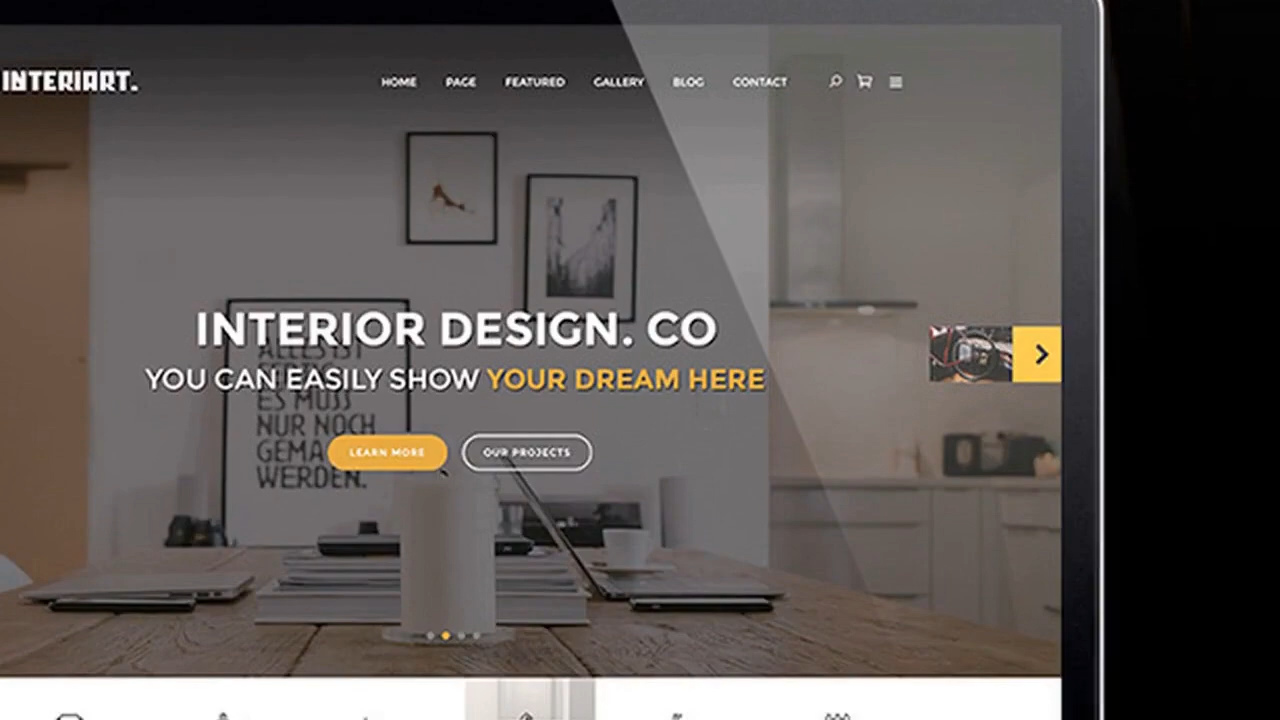 INTERIART.
HOME PAGE FEATURED GALLERY BLOG CONTACT
INTERIOR DESIGN. CO
YOU CAN EASILY SHOW YOUR DREAM HERE
ALLES IST
ES MUSS
NUR NOCH
GEMA
WERDEN.
LEARN MORE
OUR PROJECTS